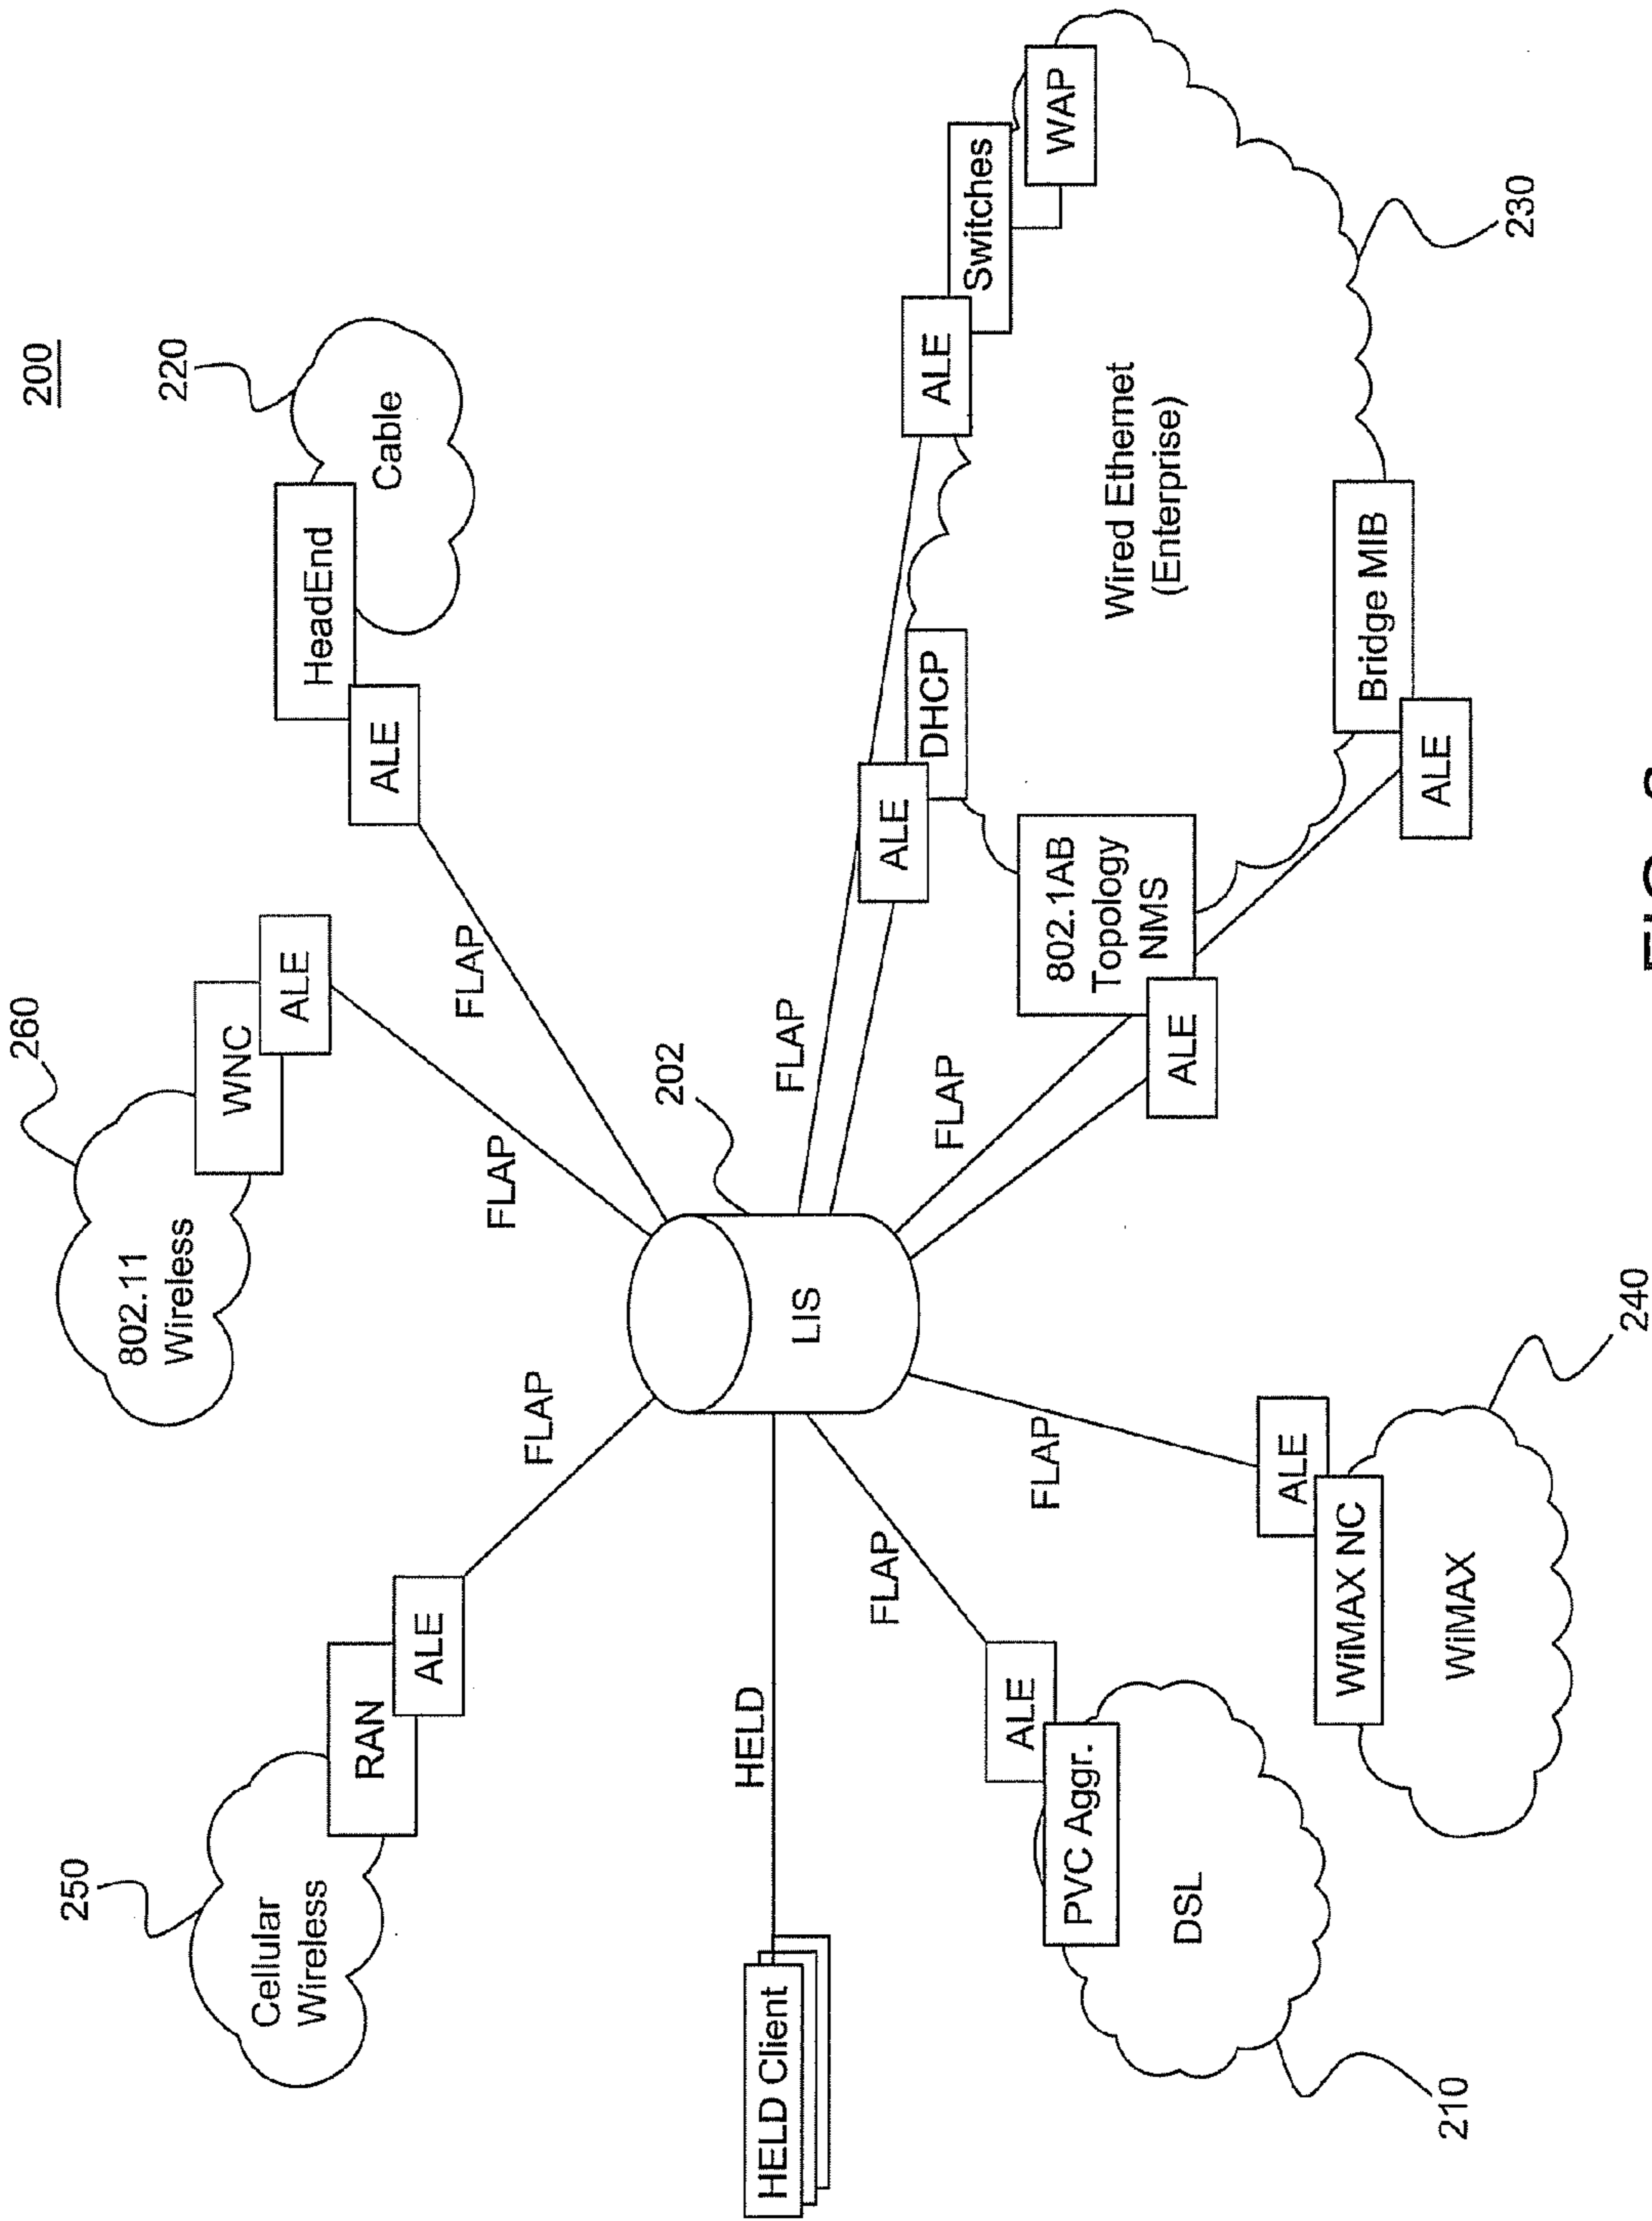 200
250
260
220
Cellular
Wireless
RAN
ALE
802.11
Wireless
WNC
ALE
HeadEnd
Cable
ALE
FLAP
FLAP
FLAP
HELD Client
HELD
202
LIS
FLAP
FLAP
ALE
Switches
WAP
ALE
DHCP
802.1AB
Topology
NMS
ALE
Wired Ethernet
(Enterprise)
Bridge MIB
ALE
230
FLAP
FLAP
ALE
PVC Aggr.
DSL
210
ALE
WiMAX NC
WiMAX
240